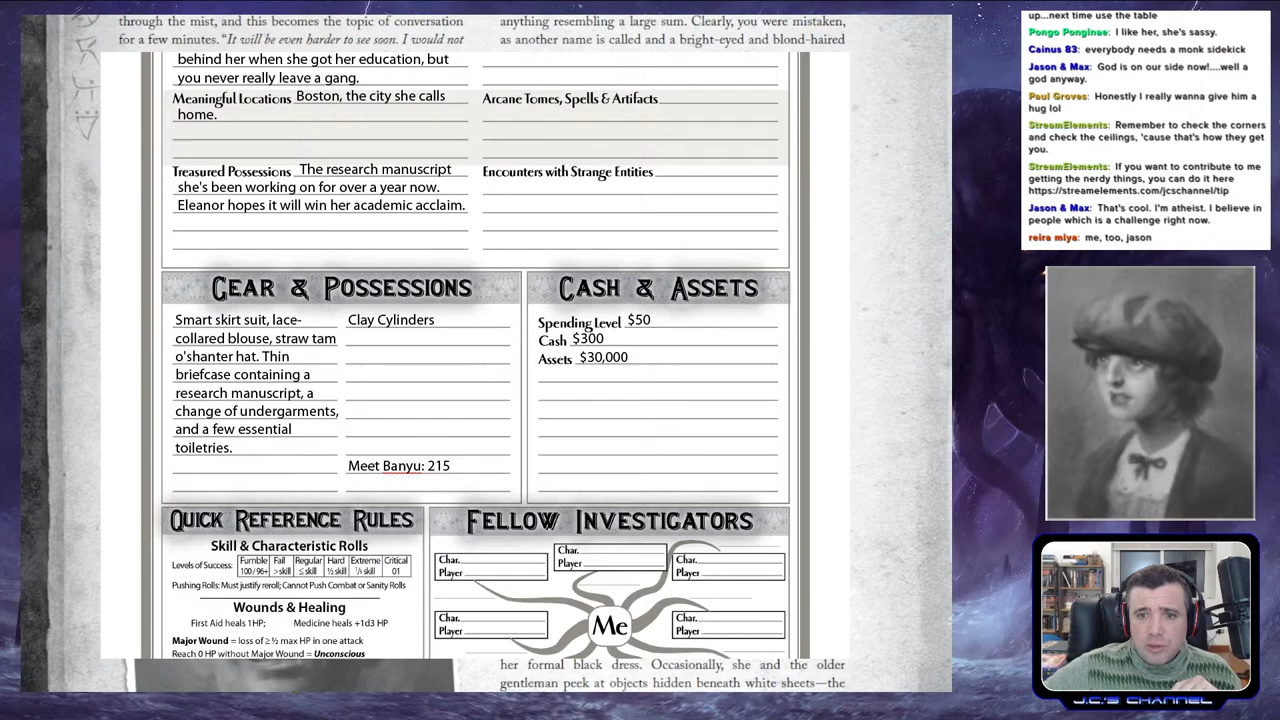 through the mist, and this becomes the topic of conversation
for a few minutes. "It will be even harder to see soon. I would not
anything resembling a large sum. Clearly, you were mistaken,
as another name is called and a bright-eyed and blond-haired
behind her when she got her education, but
you never really leave a gang.
Meaningful Locations Boston, the city she calls
home.
Treasured Possessions The research manuscript
she's been working on for over a year now.
Eleanor hopes it will win her academic acclaim.
Arcane Tomes, Spells & Artifacts
Encounters with Strange Entities
GEAR & POSSESSIONS
Smart skirt suit, lace-
collared blouse, straw tam
o'shanter hat. Thin
briefcase containing a
research manuscript, a
change of undergarments,
and a few essential
toiletries.
Clay Cylinders
Meet Banyu: 215
CASH & ASSETS
Spending Level $50
Cash $300
Assets $30,000
QUICK REFERENCE RULES
Skill & Characteristic Rolls
Levels of Success: Fumble Fail Regular Hard Extreme Critical
100/96+ >skill ≤ skill ½ skill ⅕ skill 01
Pushing Rolls: Must justify reroll; Cannot Push Combat or Sanity Rolls
Wounds & Healing
First Aid heals 1HP; Medicine heals +1d3 HP
Major Wound = loss of ≥ ½ max HP in one attack
Reach 0 HP without Major Wound = Unconscious
FELLOW INVESTIGATORS
Char.
Player
Char.
Player
Char.
Player
Char.
Player
Char.
Player
Me
her formal black dress. Occasionally, she and the older
gentleman peek at objects hidden beneath white sheets—the
up...next time use the table
Pongo Ponginae: I like her, she's sassy.
Cainus 83: everybody needs a monk sidekick
Jason & Max: God is on our side now!....well a
god anyway.
Paul Groves: Honestly I really wanna give him a
hug lol
StreamElements: Remember to check the corners
and check the ceilings, 'cause that's how they get
you.
StreamElements: If you want to contribute to me
getting the nerdy things, you can do it here
https://streamelements.com/jcschannel/tip
Jason & Max: That's cool. I'm atheist. I believe in
people which is a challenge right now.
reira miya: me, too, jason
J.C.'S CHANNEL